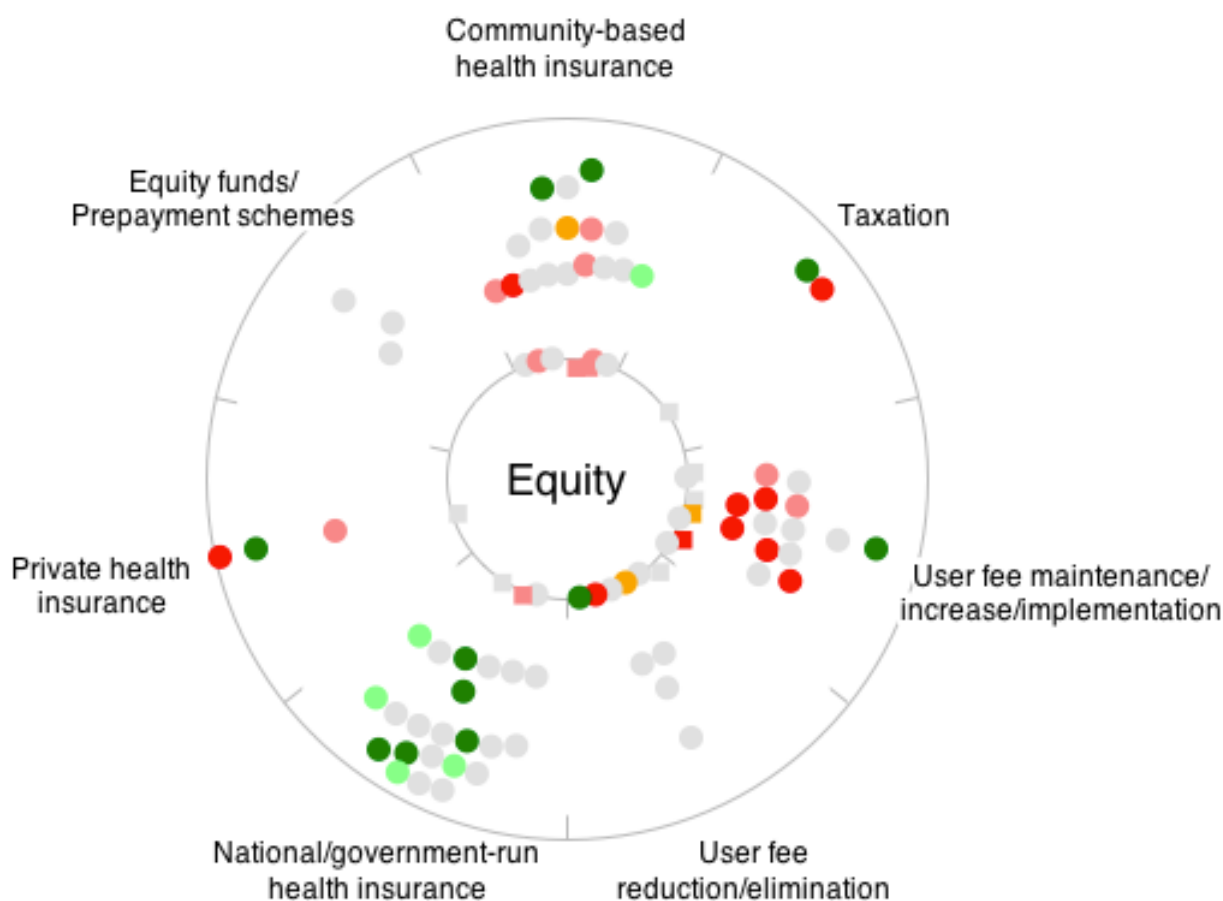 Community-based
health insurance
Equity funds/
Prepayment schemes
Taxation
Equity
Private health
insurance
User fee maintenance/
increase/implementation
National/government-run
health insurance
User fee
reduction/elimination